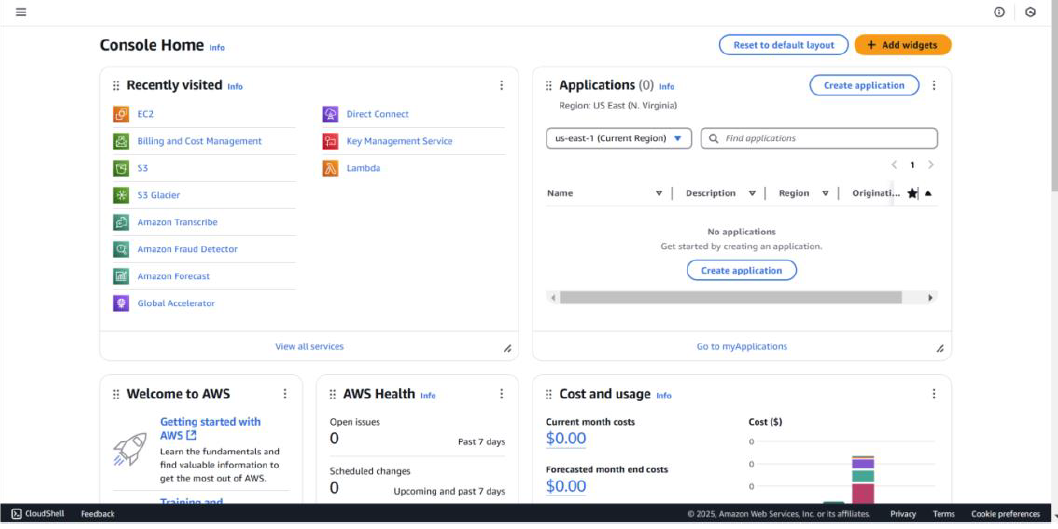 Console Home Info
Reset to default layout
+ Add widgets
Recently visited Info
EC2
Billing and Cost Management
S3
S3 Glacier
Amazon Transcribe
Amazon Fraud Detector
Amazon Forecast
Global Accelerator
Direct Connect
Key Management Service
Lambda
View all services
Applications (0) Info
Create application
Region: US East (N. Virginia)
us-east-1 (Current Region)
Find applications
1
Name Description Region Originati...
No applications
Get started by creating an application.
Create application
Go to myApplications
Welcome to AWS
Getting started with
AWS
Learn the fundamentals and
find valuable information to
get the most out of AWS.
Training and
AWS Health Info
Open issues
0 Past 7 days
Scheduled changes
0 Upcoming and past 7 days
Cost and usage Info
Current month costs
$0.00
Forecasted month end costs
$0.00
Cost ($)
0
0
0
CloudShell Feedback © 2025, Amazon Web Services, Inc. or its affiliates. Privacy Terms Cookie preferences